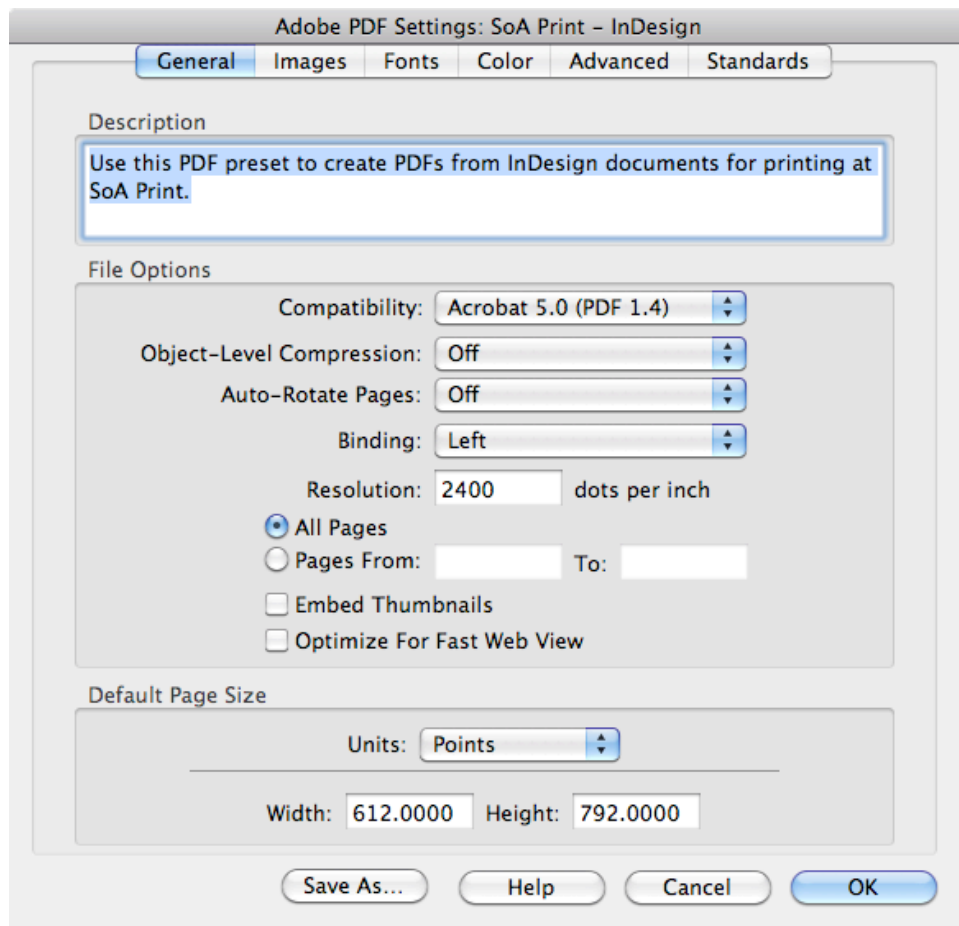 Adobe PDF Settings: SoA Print – InDesign
General Images Fonts Color Advanced Standards
Description
Use this PDF preset to create PDFs from InDesign documents for printing at
SoA Print.
File Options
Compatibility: Acrobat 5.0 (PDF 1.4)
Object-Level Compression: Off
Auto-Rotate Pages: Off
Binding: Left
Resolution: 2400 dots per inch
All Pages
Pages From: To:
Embed Thumbnails
Optimize For Fast Web View
Default Page Size
Units: Points
Width: 612.0000 Height: 792.0000
Save As... Help Cancel OK